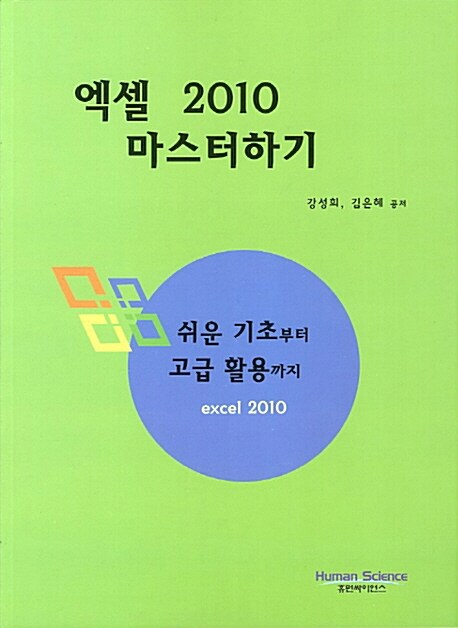 엑셀 2010
마스터하기
강성희, 김은혜 공저
쉬운 기초부터
고급 활용까지
excel 2010
Human Science
휴먼싸이언스